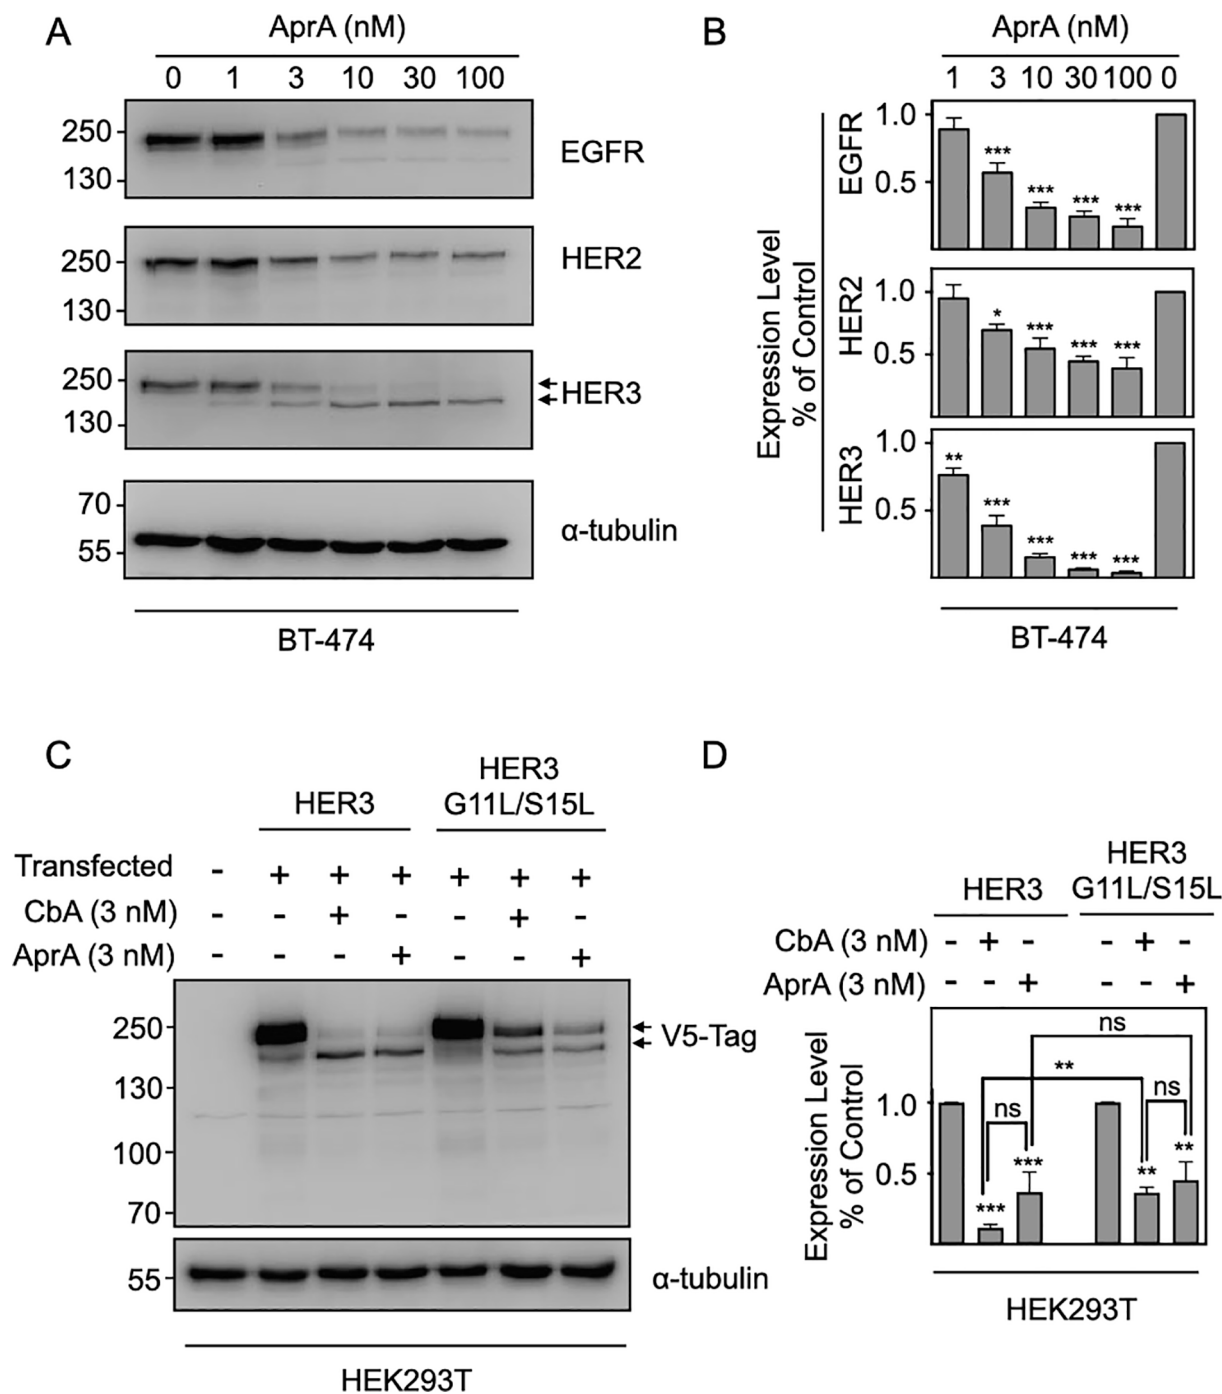 A
AprA (nM)
0 1 3 10 30 100
250
130
EGFR
250
130
HER2
250
130
HER3
70
55
α-tubulin
BT-474
B
AprA (nM)
1 3 10 30 100 0
Expression Level
% of Control
EGFR
1.0
0.5
*** *** *** ***
HER2
1.0
0.5
* *** *** ***
HER3
1.0
0.5
** *** *** *** ***
BT-474
C
HER3
HER3
G11L/S15L
Transfected - + + + + + +
CbA (3 nM) - - + - - + -
AprA (3 nM) - - - + - - +
250
130
100
70
V5-Tag
55
α-tubulin
HEK293T
D
HER3
HER3
G11L/S15L
CbA (3 nM) - + - - + -
AprA (3 nM) - - + - - +
Expression Level
% of Control
1.0
0.5
ns
**
ns ns
*** *** ** **
HEK293T